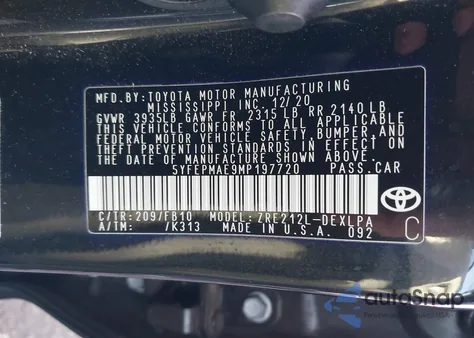 MFD.BY:TOYOTA MOTOR MANUFACTURING
MISSISSIPPI INC. 12/20
GVWR 3935LB GAWR FR 2315LB RR 2140LB
THIS VEHICLE CONFORMS TO ALL APPLICABLE
FEDERAL MOTOR VEHICLE SAFETY, BUMPER, AND
THEFT PREVENTION STANDARDS IN EFFECT ON
THE DATE OF MANUFACTURE SHOWN ABOVE.
5YFEPMAE9MP197720 PASS.CAR
C/TR:209/FB10 MODEL:ZRE212L-DEXLPA
A/TM: /K313 MADE IN U.S.A. 092
C
autoSnap